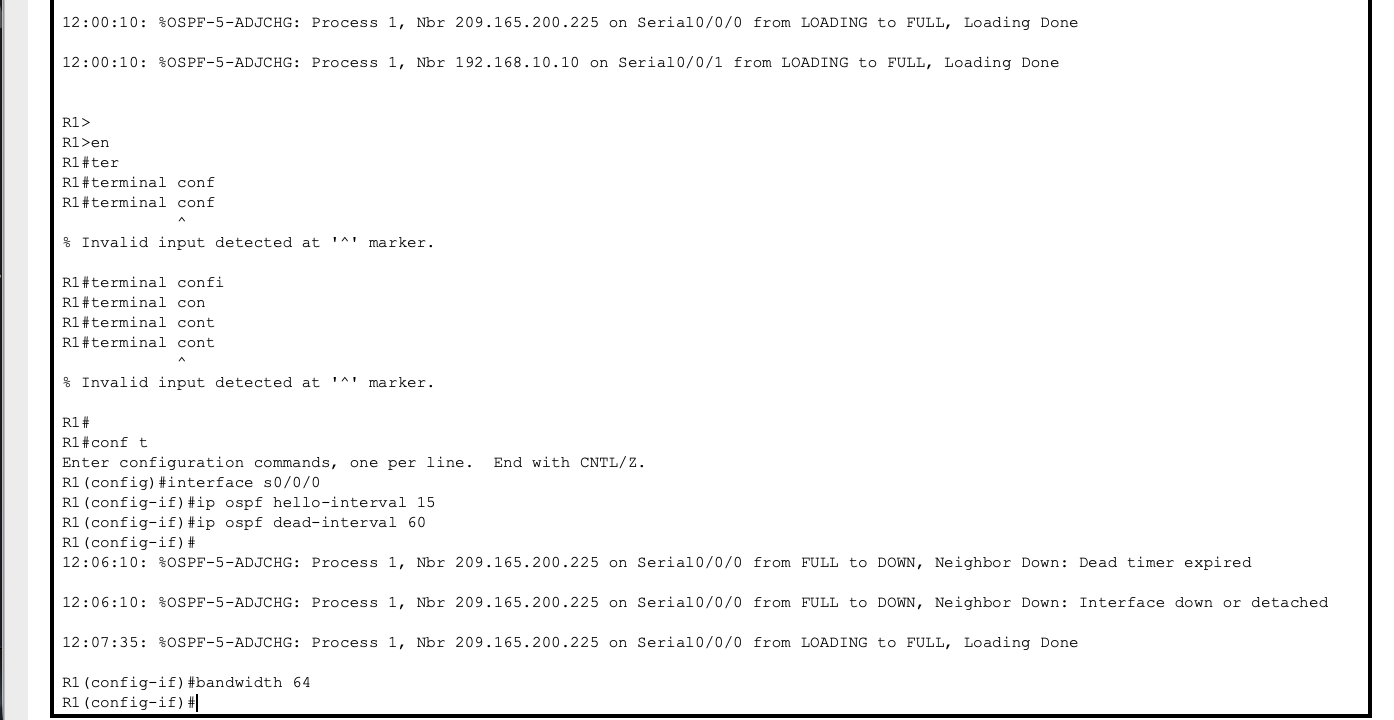 12:00:10: %OSPF-5-ADJCHG: Process 1, Nbr 209.165.200.225 on Serial0/0/0 from LOADING to FULL, Loading Done
12:00:10: %OSPF-5-ADJCHG: Process 1, Nbr 192.168.10.10 on Serial0/0/1 from LOADING to FULL, Loading Done
R1>
R1>en
R1#ter
R1#terminal conf
R1#terminal conf
^
% Invalid input detected at '^' marker.
R1#terminal confi
R1#terminal con
R1#terminal cont
R1#terminal cont
^
% Invalid input detected at '^' marker.
R1#
R1#conf t
Enter configuration commands, one per line.  End with CNTL/Z.
R1(config)#interface s0/0/0
R1(config-if)#ip ospf hello-interval 15
R1(config-if)#ip ospf dead-interval 60
R1(config-if)#
12:06:10: %OSPF-5-ADJCHG: Process 1, Nbr 209.165.200.225 on Serial0/0/0 from FULL to DOWN, Neighbor Down: Dead timer expired
12:06:10: %OSPF-5-ADJCHG: Process 1, Nbr 209.165.200.225 on Serial0/0/0 from FULL to DOWN, Neighbor Down: Interface down or detached
12:07:35: %OSPF-5-ADJCHG: Process 1, Nbr 209.165.200.225 on Serial0/0/0 from LOADING to FULL, Loading Done
R1(config-if)#bandwidth 64
R1(config-if)#